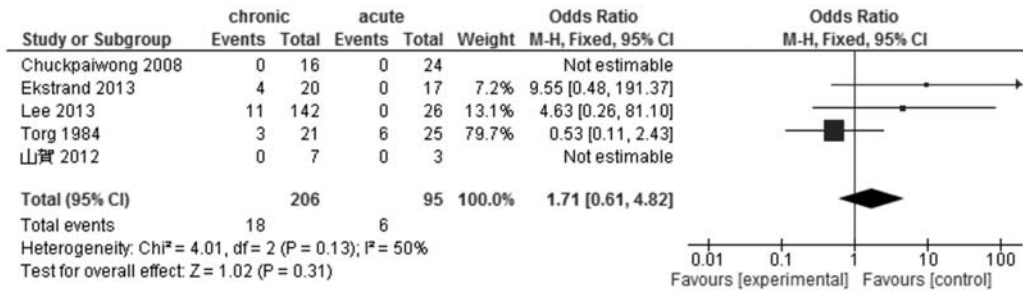 chronic acute Odds Ratio Odds Ratio
Study or Subgroup Events Total Events Total Weight M-H, Fixed, 95% CI M-H, Fixed, 95% CI
Chuckpaiwong 2008 0 16 0 24 Not estimable
Ekstrand 2013 4 20 0 17 7.2% 9.55 [0.48, 191.37]
Lee 2013 11 142 0 26 13.1% 4.63 [0.26, 81.10]
Torg 1984 3 21 6 25 79.7% 0.53 [0.11, 2.43]
山賀 2012 0 7 0 3 Not estimable
Total (95% CI) 206 95 100.0% 1.71 [0.61, 4.82]
Total events 18 6
Heterogeneity: Chi² = 4.01, df = 2 (P = 0.13); I² = 50%
Test for overall effect: Z = 1.02 (P = 0.31)
0.01 0.1 1 10 100
Favours [experimental] Favours [control]